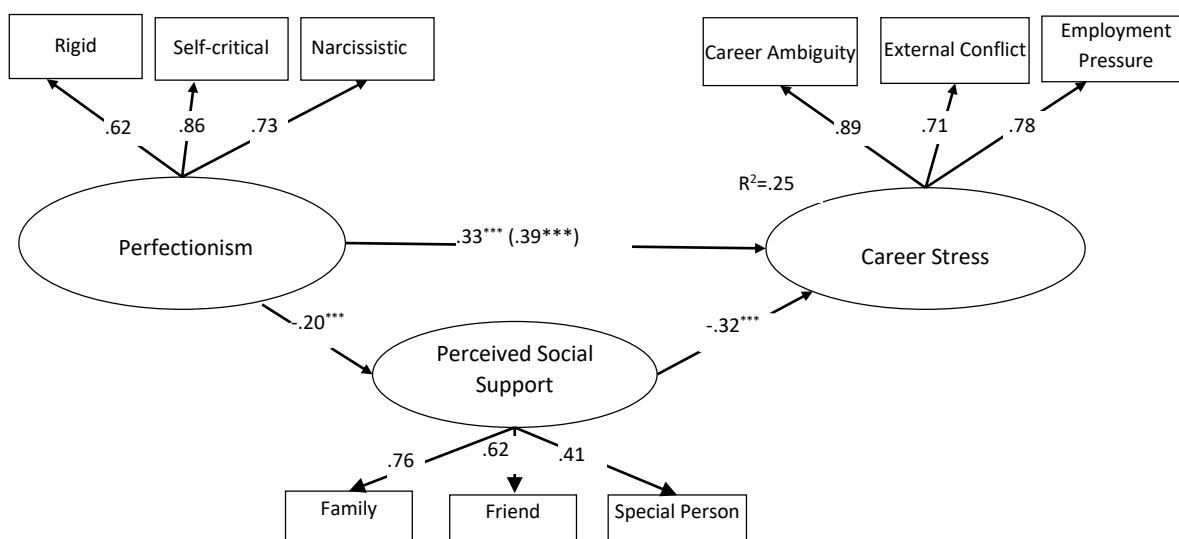 Rigid
Self-critical
Narcissistic
Career Ambiguity
External Conflict
Employment
Pressure
.62
.86
.73
.89
.71
.78
R²=.25
Perfectionism
.33*** (.39***)
Career Stress
-.20***
-.32***
Perceived Social
Support
.76
.62
.41
Family
Friend
Special Person